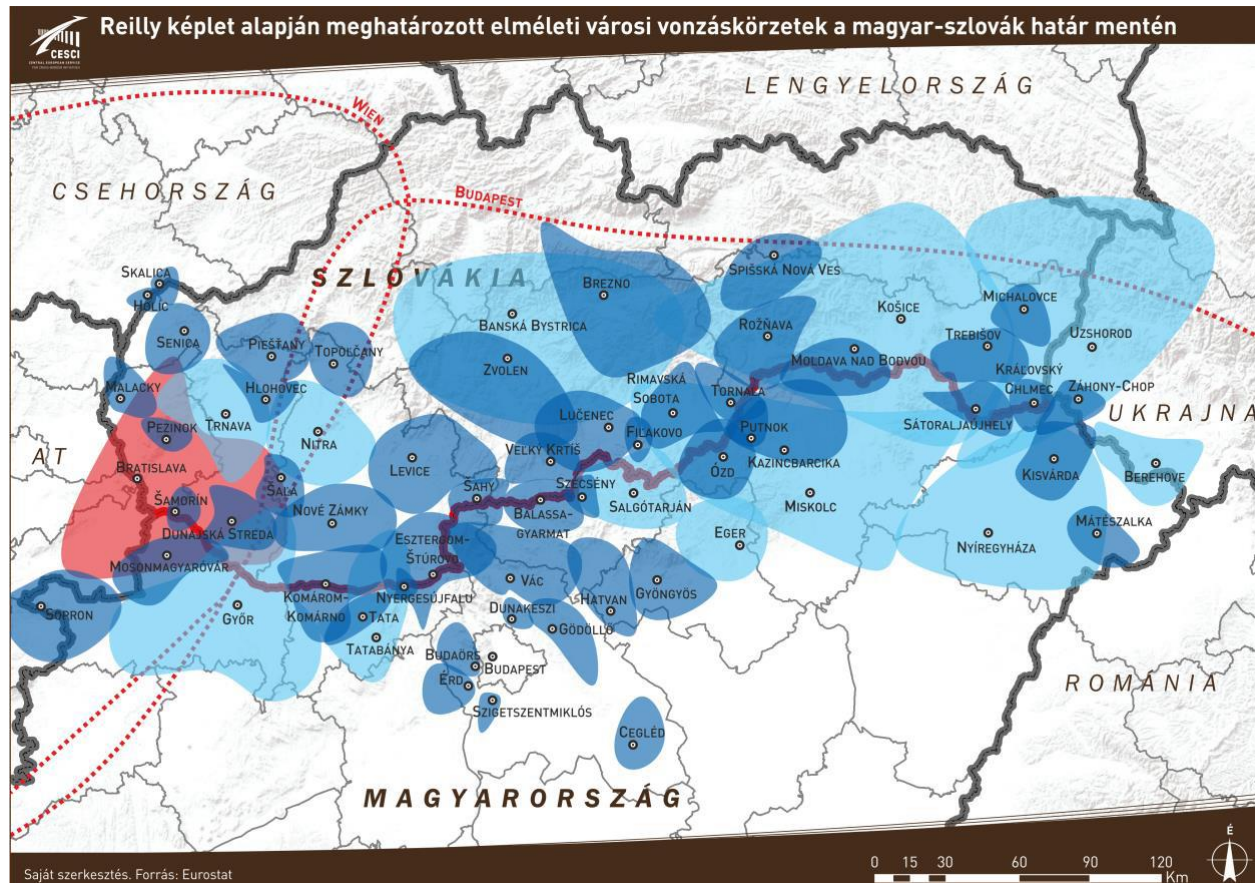 Reilly képlet alapján meghatározott elméleti városi vonzáskörzetek a magyar-szlovák határ mentén
CESCI
CENTRAL EUROPEAN SERVICE
FOR CROSS-BORDER INITIATIVES
LENGYELORSZÁG
WIEN
CSEHORSZÁG
BUDAPEST
SPIŠSKÁ NOVÁ VES
SKALICA
SZLOVÁKIA
BREZNO
HOLÍČ
MICHALOVCE
KOŠICE
BANSKÁ BYSTRICA
ROŽŇAVA
SENICA
UZSHOROD
TREBIŠOV
PIEŠŤANY
TOPOĽČANY
MOLDAVA NAD BODVOU
ZVOLEN
KRÁĽOVSKÝ
CHLMEC
RIMAVSKÁ
SOBOTA
MALACKY
HLOHOVEC
TORNAĽA
ZÁHONY-CHOP
UKRAJNA
LUČENEC
TRNAVA
PEZINOK
NITRA
PUTNOK
SÁTORALJAÚJHELY
FIĽAKOVO
KAZINCBARCIKA
VEĽKÝ KRTÍŠ
ÓZD
AT
LEVICE
KISVÁRDA
BEREHOVE
BRATISLAVA
ŠAĽA
ŠAHY
SZÉCSÉNY
SALGÓTARJÁN
MISKOLC
ŠAMORÍN
NOVÉ ZÁMKY
BALASSA-
GYARMAT
DUNAJSKÁ STREDA
ESZTERGOM-
ŠTÚROVO
EGER
NYÍREGYHÁZA
MÁTÉSZALKA
MOSONMAGYARÓVÁR
VÁC
KOMÁROM-
KOMÁRNO
NYERGESÚJFALU
HATVAN
GYÖNGYÖS
SOPRON
GYŐR
TATA
DUNAKESZI
GÖDÖLLŐ
TATABÁNYA
BUDAÖRS
BUDAPEST
ÉRD
ROMÁNIA
SZIGETSZENTMIKLÓS
CEGLÉD
MAGYARORSZÁG
É
0 15 30 60 90 120
Km
Saját szerkesztés. Forrás: Eurostat